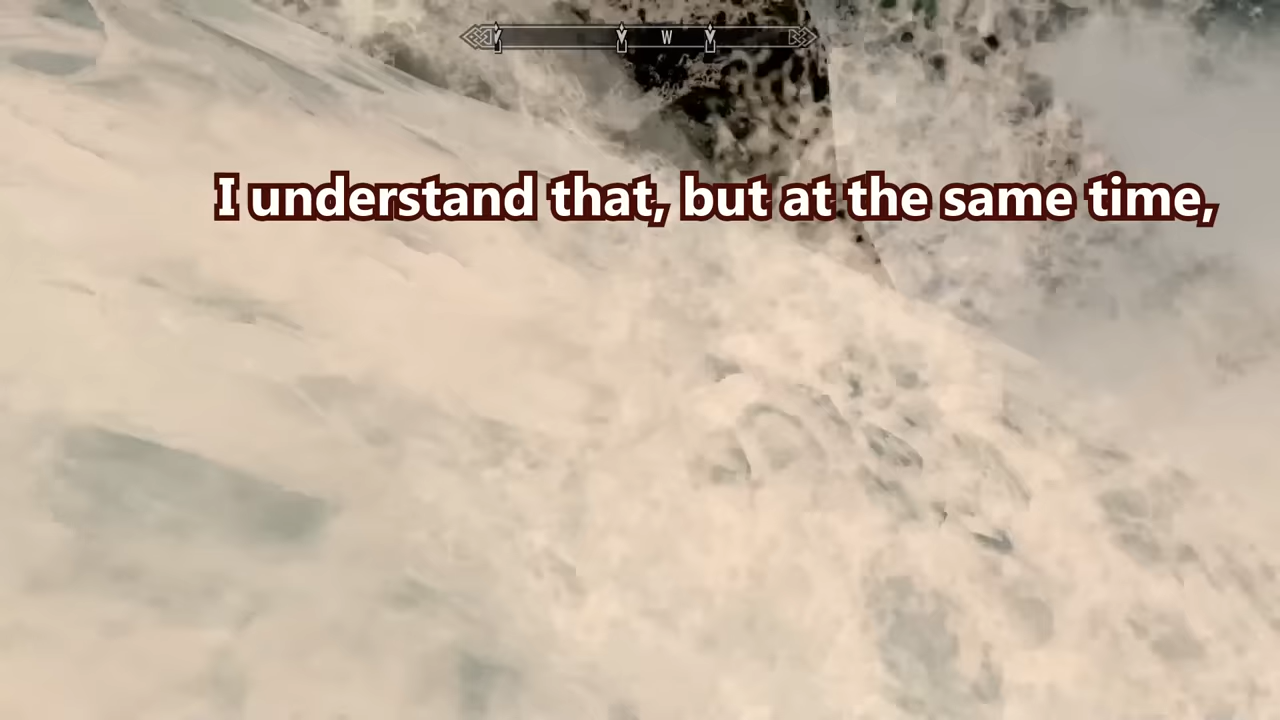 W
I understand that, but at the same time,